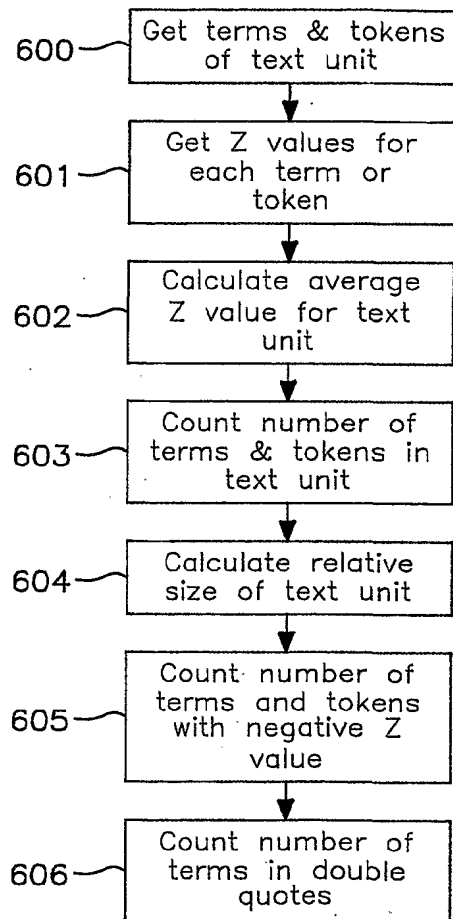 600
Get terms & tokens
of text unit
601
Get Z values for
each term or
token
602
Calculate average
Z value for text
unit
603
Count number of
terms & tokens in
text unit
604
Calculate relative
size of text unit
605
Count number of
terms and tokens
with negative Z
value
606
Count number of
terms in double
quotes